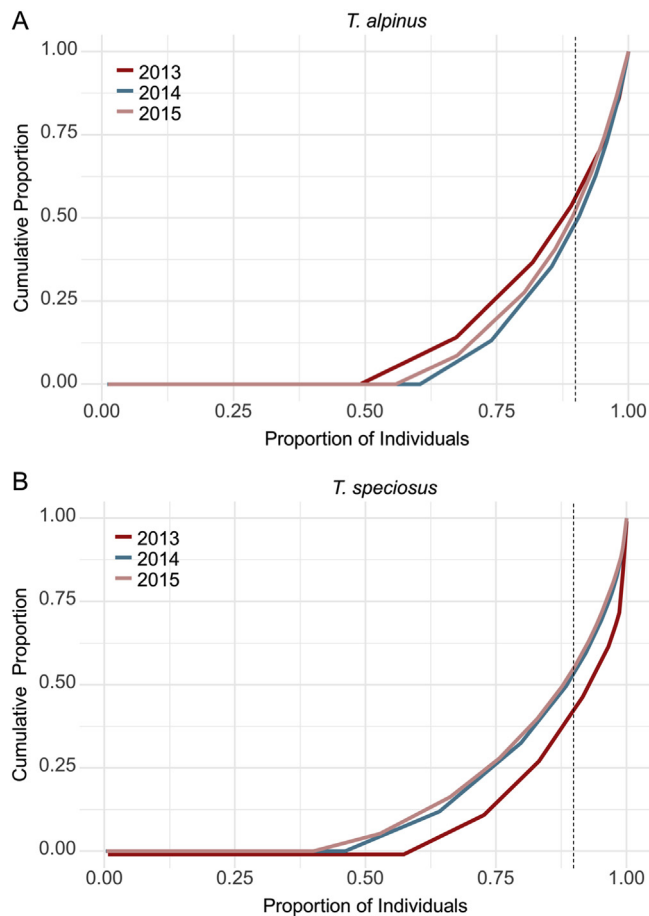 A
T. alpinus
1.00
0.75
0.50
0.25
0.00
Cumulative Proportion
2013
2014
2015
0.00 0.25 0.50 0.75 1.00
Proportion of Individuals
B
T. speciosus
1.00
0.75
0.50
0.25
0.00
Cumulative Proportion
2013
2014
2015
0.00 0.25 0.50 0.75 1.00
Proportion of Individuals